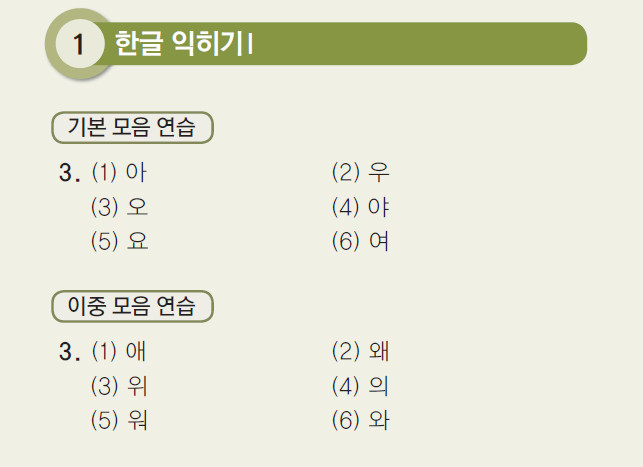 1 한글 익히기 I
기본 모음 연습
3. (1) 아 (2) 우
(3) 오 (4) 야
(5) 요 (6) 여
이중 모음 연습
3. (1) 애 (2) 왜
(3) 위 (4) 의
(5) 워 (6) 와